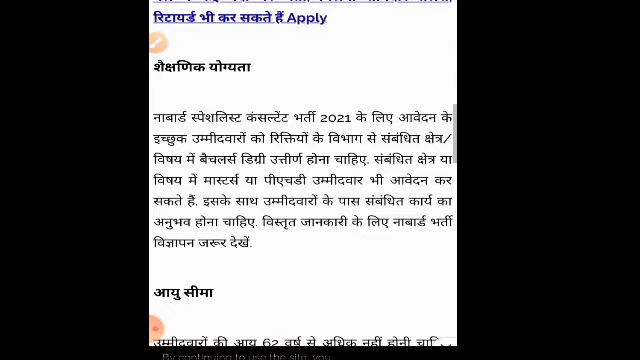 रिटायर्ड भी कर सकते हैं Apply
शैक्षणिक योग्यता
नाबार्ड स्पेशलिस्ट कंसल्टेंट भर्ती 2021 के लिए आवेदन के
इच्छुक उम्मीदवारों को रिक्तियों के विभाग से संबंधित क्षेत्र/
विषय में बैचलर्स डिग्री उत्तीर्ण होना चाहिए. संबंधित क्षेत्र या
विषय में मास्टर्स या पीएचडी उम्मीदवार भी आवेदन कर
सकते हैं. इसके साथ उम्मीदवारों के पास संबंधित कार्य का
अनुभव होना चाहिए. विस्तृत जानकारी के लिए नाबार्ड भर्ती
विज्ञापन जरूर देखें.
आयु सीमा
उम्मीदवारों की आयु 62 वर्ष से अधिक नहीं होनी
By continuing to use the site, you